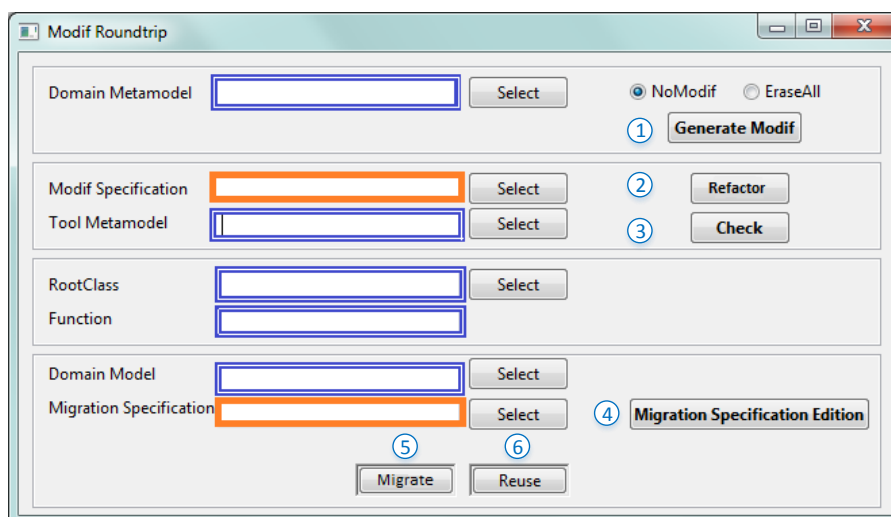 Modif Roundtrip
Domain Metamodel Select NoModif EraseAll
1 Generate Modif
Modif Specification Select 2 Refactor
Tool Metamodel Select 3 Check
RootClass Select
Function
Domain Model Select
Migration Specification Select 4 Migration Specification Edition
5 6
Migrate Reuse